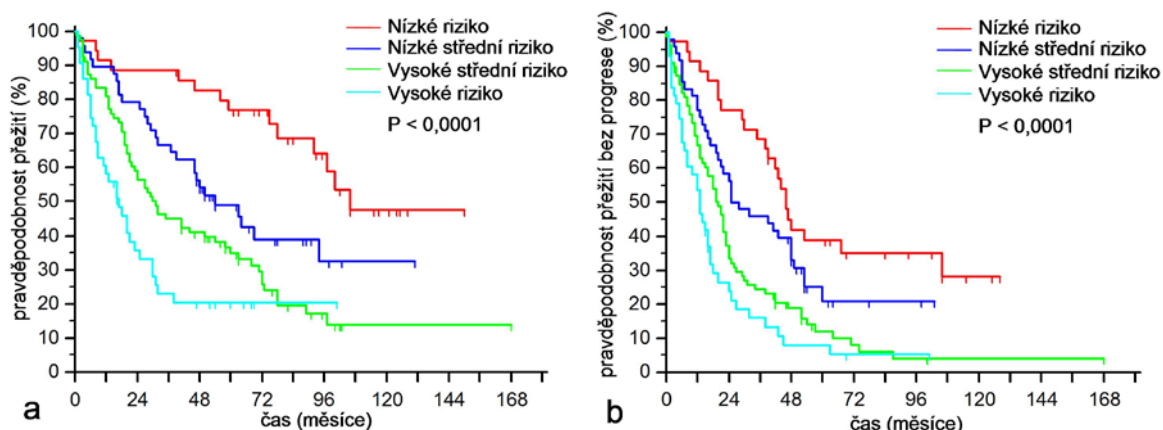 pravděpodobnost přežití (%)
100
90
80
70
60
50
40
30
20
10
0
Nízké riziko
Nízké střední riziko
Vysoké střední riziko
Vysoké riziko
P < 0,0001
0 24 48 72 96 120 144 168
čas (měsíce)
a
pravděpodobnost přežití bez progrese (%)
100
90
80
70
60
50
40
30
20
10
0
Nízké riziko
Nízké střední riziko
Vysoké střední riziko
Vysoké riziko
P < 0,0001
0 24 48 72 96 120 144 168
čas (měsíce)
b